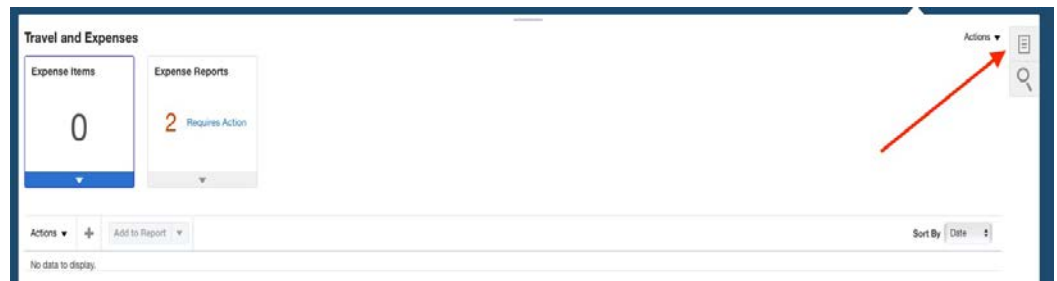 Travel and Expenses
Actions ▼
Expense Items
Expense Reports
0
2 Requires Action
Actions ▼
Add to Report
Sort By Date
No data to display.